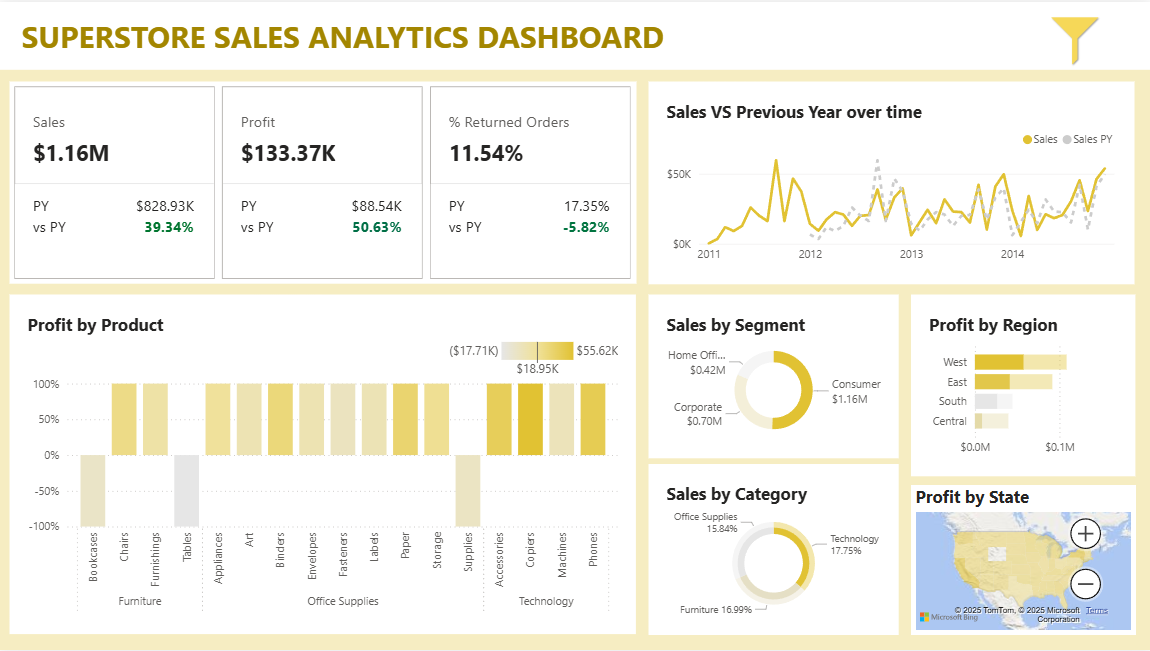 SUPERSTORE SALES ANALYTICS DASHBOARD
Sales
$1.16M
PY $828.93K
vs PY 39.34%
Profit
$133.37K
PY $88.54K
vs PY 50.63%
% Returned Orders
11.54%
PY 17.35%
vs PY -5.82%
Sales VS Previous Year over time
Sales Sales PY
$50K
$0K
2011 2012 2013 2014
Profit by Product
($17.71K) $55.62K
$18.95K
100%
50%
0%
-50%
-100%
Bookcases
Chairs
Furnishings
Tables
Appliances
Art
Binders
Envelopes
Fasteners
Labels
Paper
Storage
Supplies
Accessories
Copiers
Machines
Phones
Furniture Office Supplies Technology
Sales by Segment
Home Offi...
$0.42M
Consumer
$1.16M
Corporate
$0.70M
Sales by Category
Office Supplies
15.84%
Technology
17.75%
Furniture 16.99%
Profit by Region
West
East
South
Central
$0.0M $0.1M
Profit by State
© 2025 TomTom, © 2025 Microsoft Terms
Corporation
Microsoft Bing